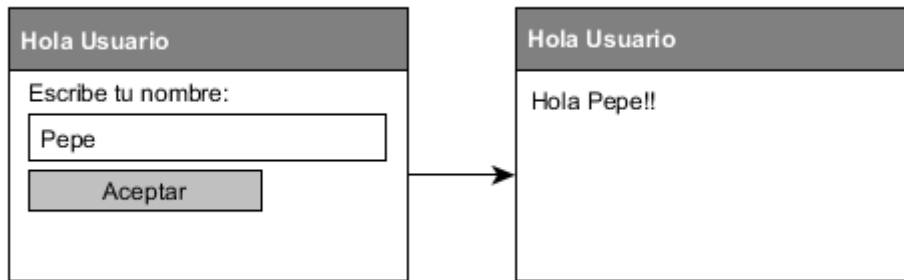 Hola Usuario
Escribe tu nombre:
Pepe
Aceptar
Hola Usuario
Hola Pepe!!